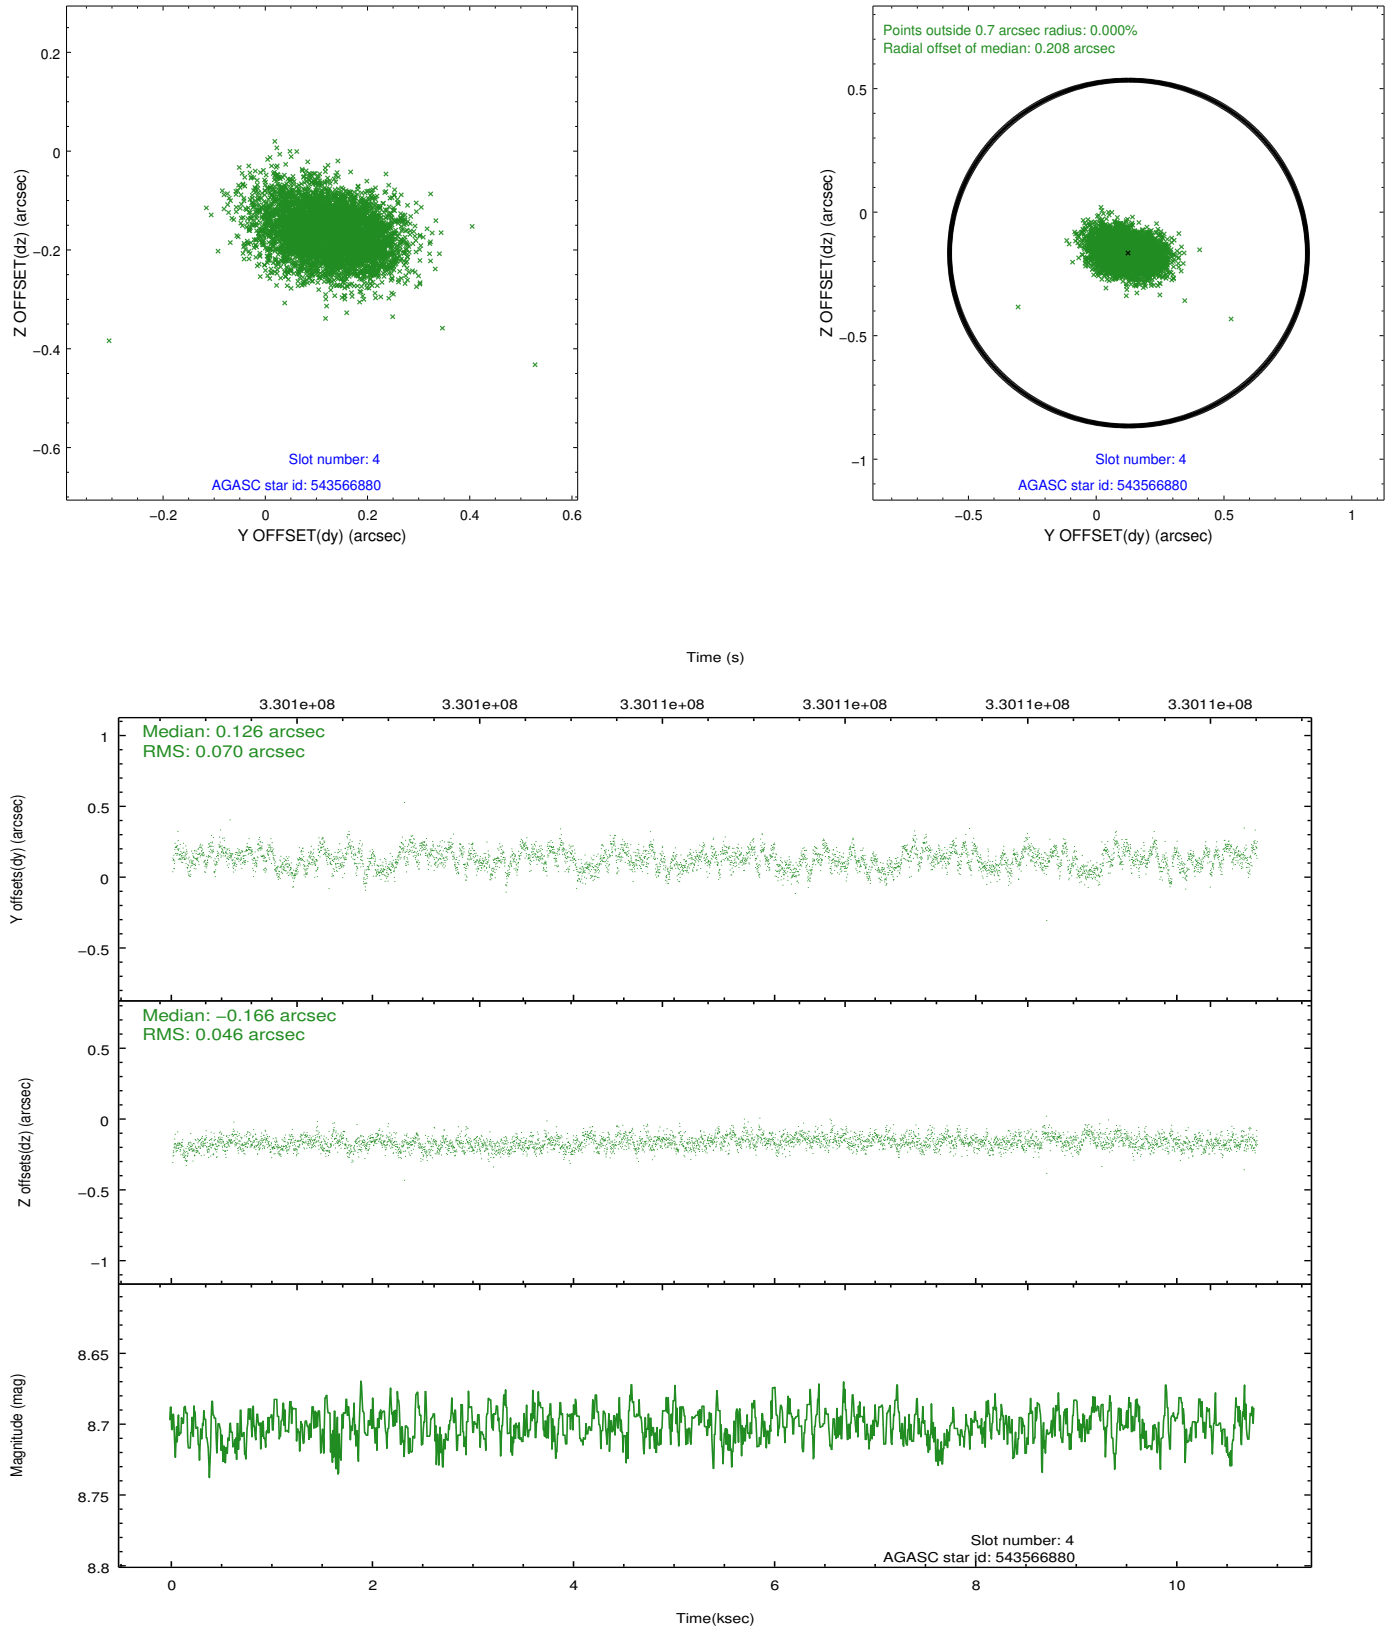 0.2
0
−0.2
−0.4
−0.6
Z OFFSET(dz) (arcsec)
Slot number: 4
AGASC star id: 543566880
−0.2 0 0.2 0.4 0.6
Y OFFSET(dy) (arcsec)
Points outside 0.7 arcsec radius: 0.000%
Radial offset of median: 0.208 arcsec
0.5
0
−0.5
−1
Z OFFSET(dz) (arcsec)
Slot number: 4
AGASC star id: 543566880
−0.5 0 0.5 1
Y OFFSET(dy) (arcsec)
Time (s)
3.301e+08 3.301e+08 3.3011e+08 3.3011e+08 3.3011e+08 3.3011e+08
Median: 0.126 arcsec
RMS: 0.070 arcsec
1
0.5
0
−0.5
Y offsets(dy) (arcsec)
Median: −0.166 arcsec
RMS: 0.046 arcsec
0.5
0
−0.5
−1
Z offsets(dz) (arcsec)
8.65
8.7
8.75
8.8
Magnitude (mag)
Slot number: 4
AGASC star id: 543566880
0 2 4 6 8 10
Time(ksec)